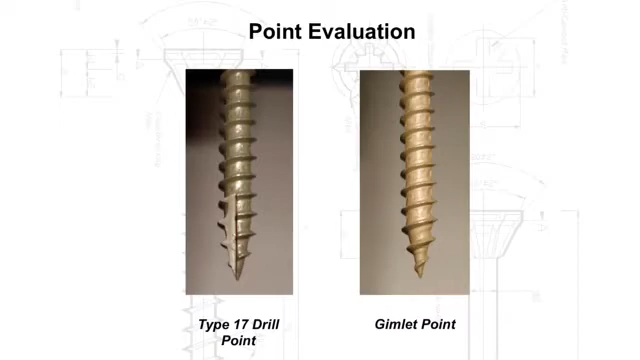 Point Evaluation
Type 17 Drill
Point
Gimlet Point